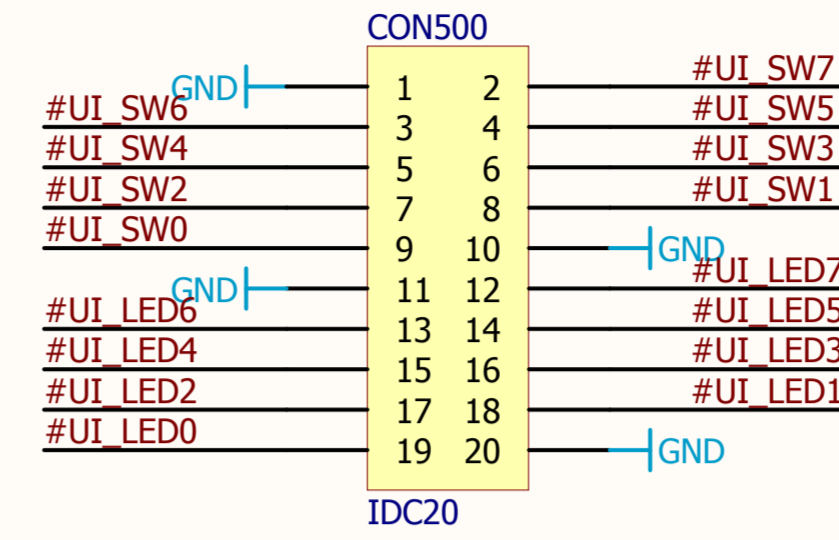 CON500
GND 1 2 #UI_SW7
#UI_SW6 3 4 #UI_SW5
#UI_SW4 5 6 #UI_SW3
#UI_SW2 7 8 #UI_SW1
#UI_SW0 9 10 GND
GND 11 12 #UI_LED7
#UI_LED6 13 14 #UI_LED5
#UI_LED4 15 16 #UI_LED3
#UI_LED2 17 18 #UI_LED1
#UI_LED0 19 20 GND
IDC20